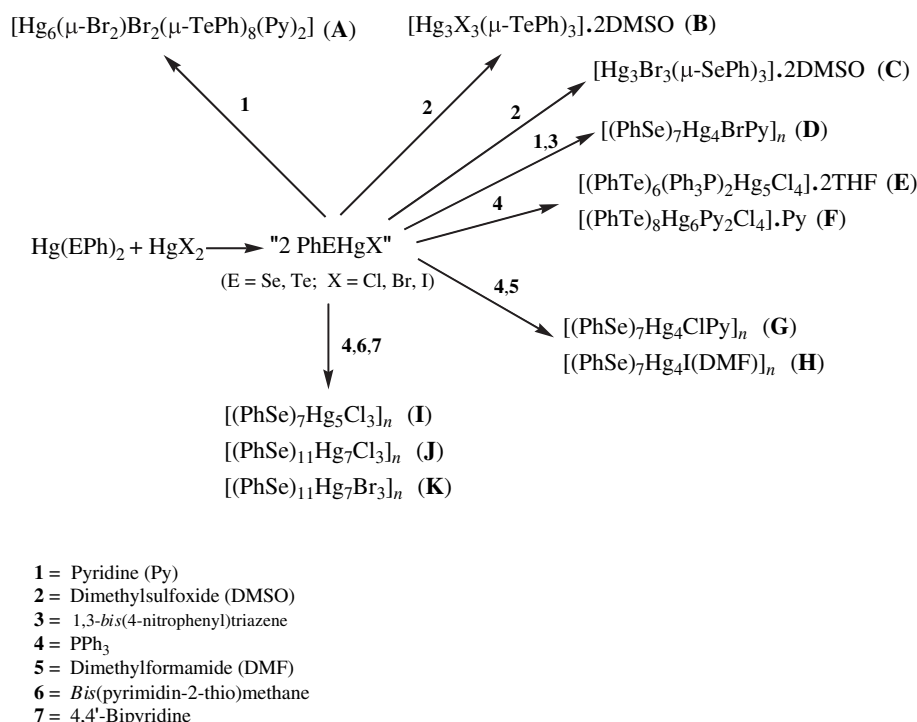 [Hg₆(μ-Br₂)Br₂(μ-TePh)₈(Py)₂] (A)
[Hg₃X₃(μ-TePh)₃].2DMSO (B)
[Hg₃Br₃(μ-SePh)₃].2DMSO (C)
1
2
2
1,3
[(PhSe)₇Hg₄BrPy]ₙ (D)
4
[(PhTe)₆(Ph₃P)₂Hg₅Cl₄].2THF (E)
[(PhTe)₈Hg₆Py₂Cl₄].Py (F)
Hg(EPh)₂ + HgX₂
"2 PhEHgX"
(E = Se, Te; X = Cl, Br, I)
4,5
[(PhSe)₇Hg₄ClPy]ₙ (G)
[(PhSe)₇Hg₄I(DMF)]ₙ (H)
4,6,7
[(PhSe)₇Hg₅Cl₃]ₙ (I)
[(PhSe)₁₁Hg₇Cl₃]ₙ (J)
[(PhSe)₁₁Hg₇Br₃]ₙ (K)
1 = Pyridine (Py)
2 = Dimethylsulfoxide (DMSO)
3 = 1,3-bis(4-nitrophenyl)triazene
4 = PPh₃
5 = Dimethylformamide (DMF)
6 = Bis(pyrimidin-2-thio)methane
7 = 4,4'-Bipyridine